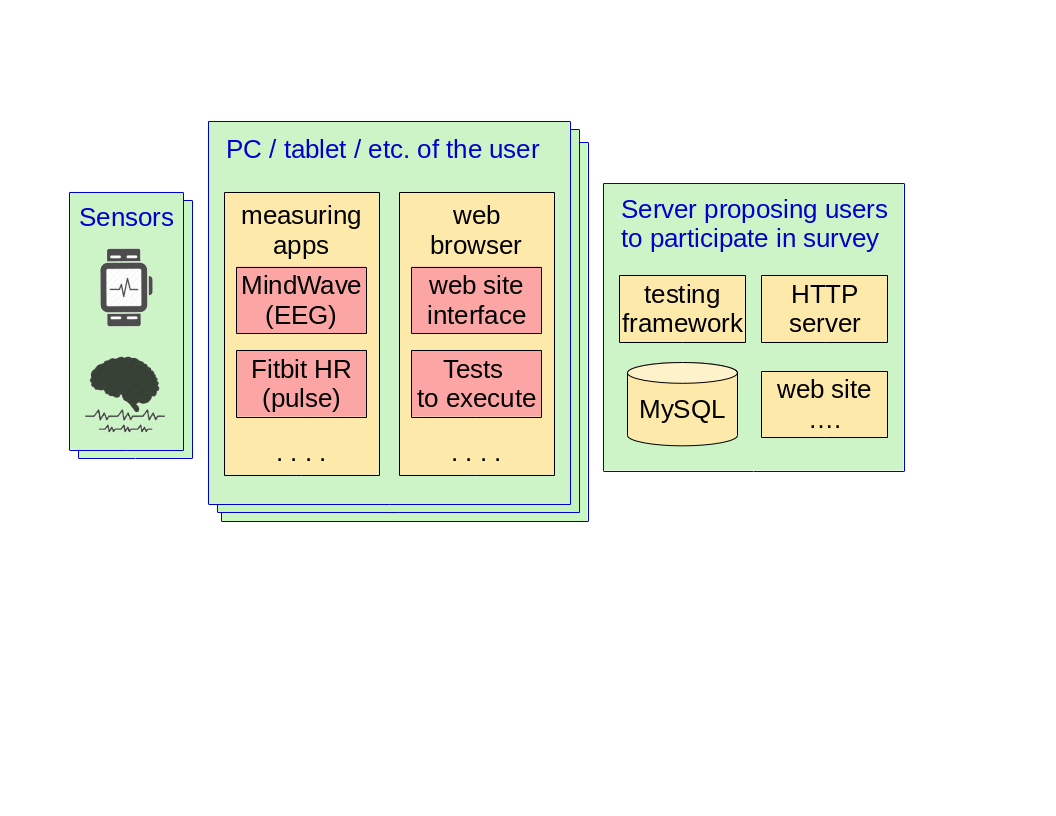 Sensors
PC / tablet / etc. of the user
measuring
apps
MindWave
(EEG)
Fitbit HR
(pulse)
. . . .
web
browser
web site
interface
Tests
to execute
. . . .
Server proposing users
to participate in survey
testing
framework
HTTP
server
MySQL
web site
....